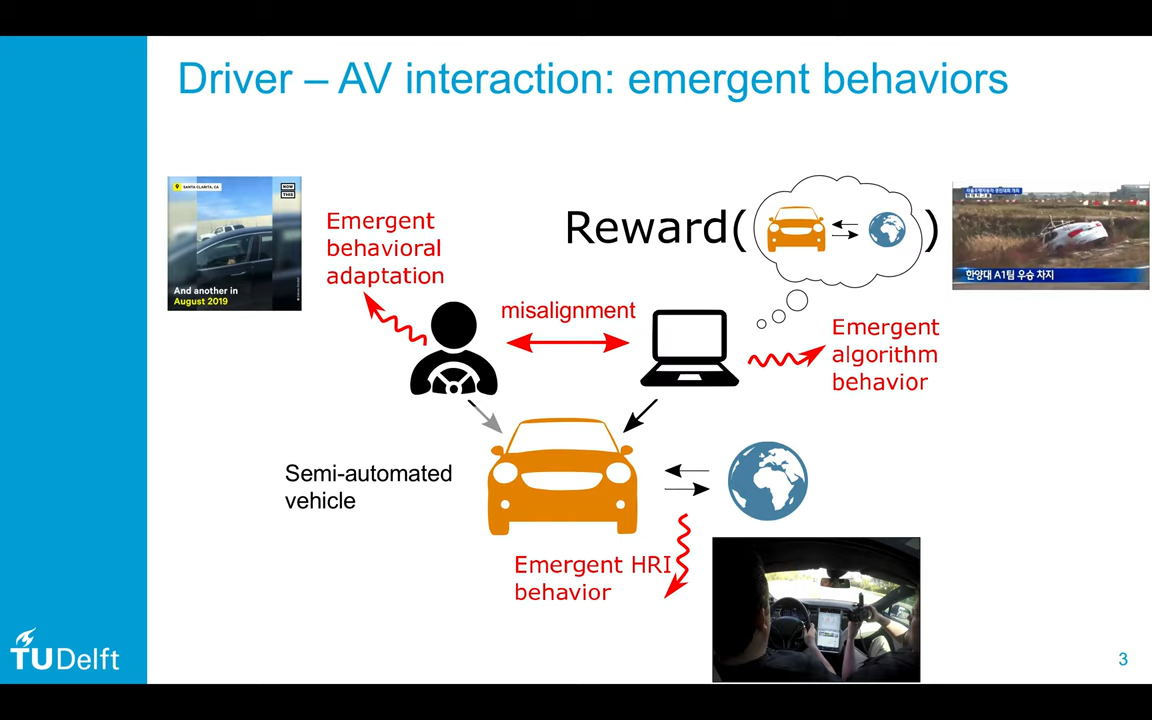 Driver – AV interaction: emergent behaviors
SANTA CLARITA, CA
NOW
THIS
And another in
August 2019
Emergent
behavioral
adaptation
Reward(
)
한양대 A1팀 우승 차지
misalignment
Emergent
algorithm
behavior
Semi-automated
vehicle
Emergent HRI
behavior
TUDelft
3